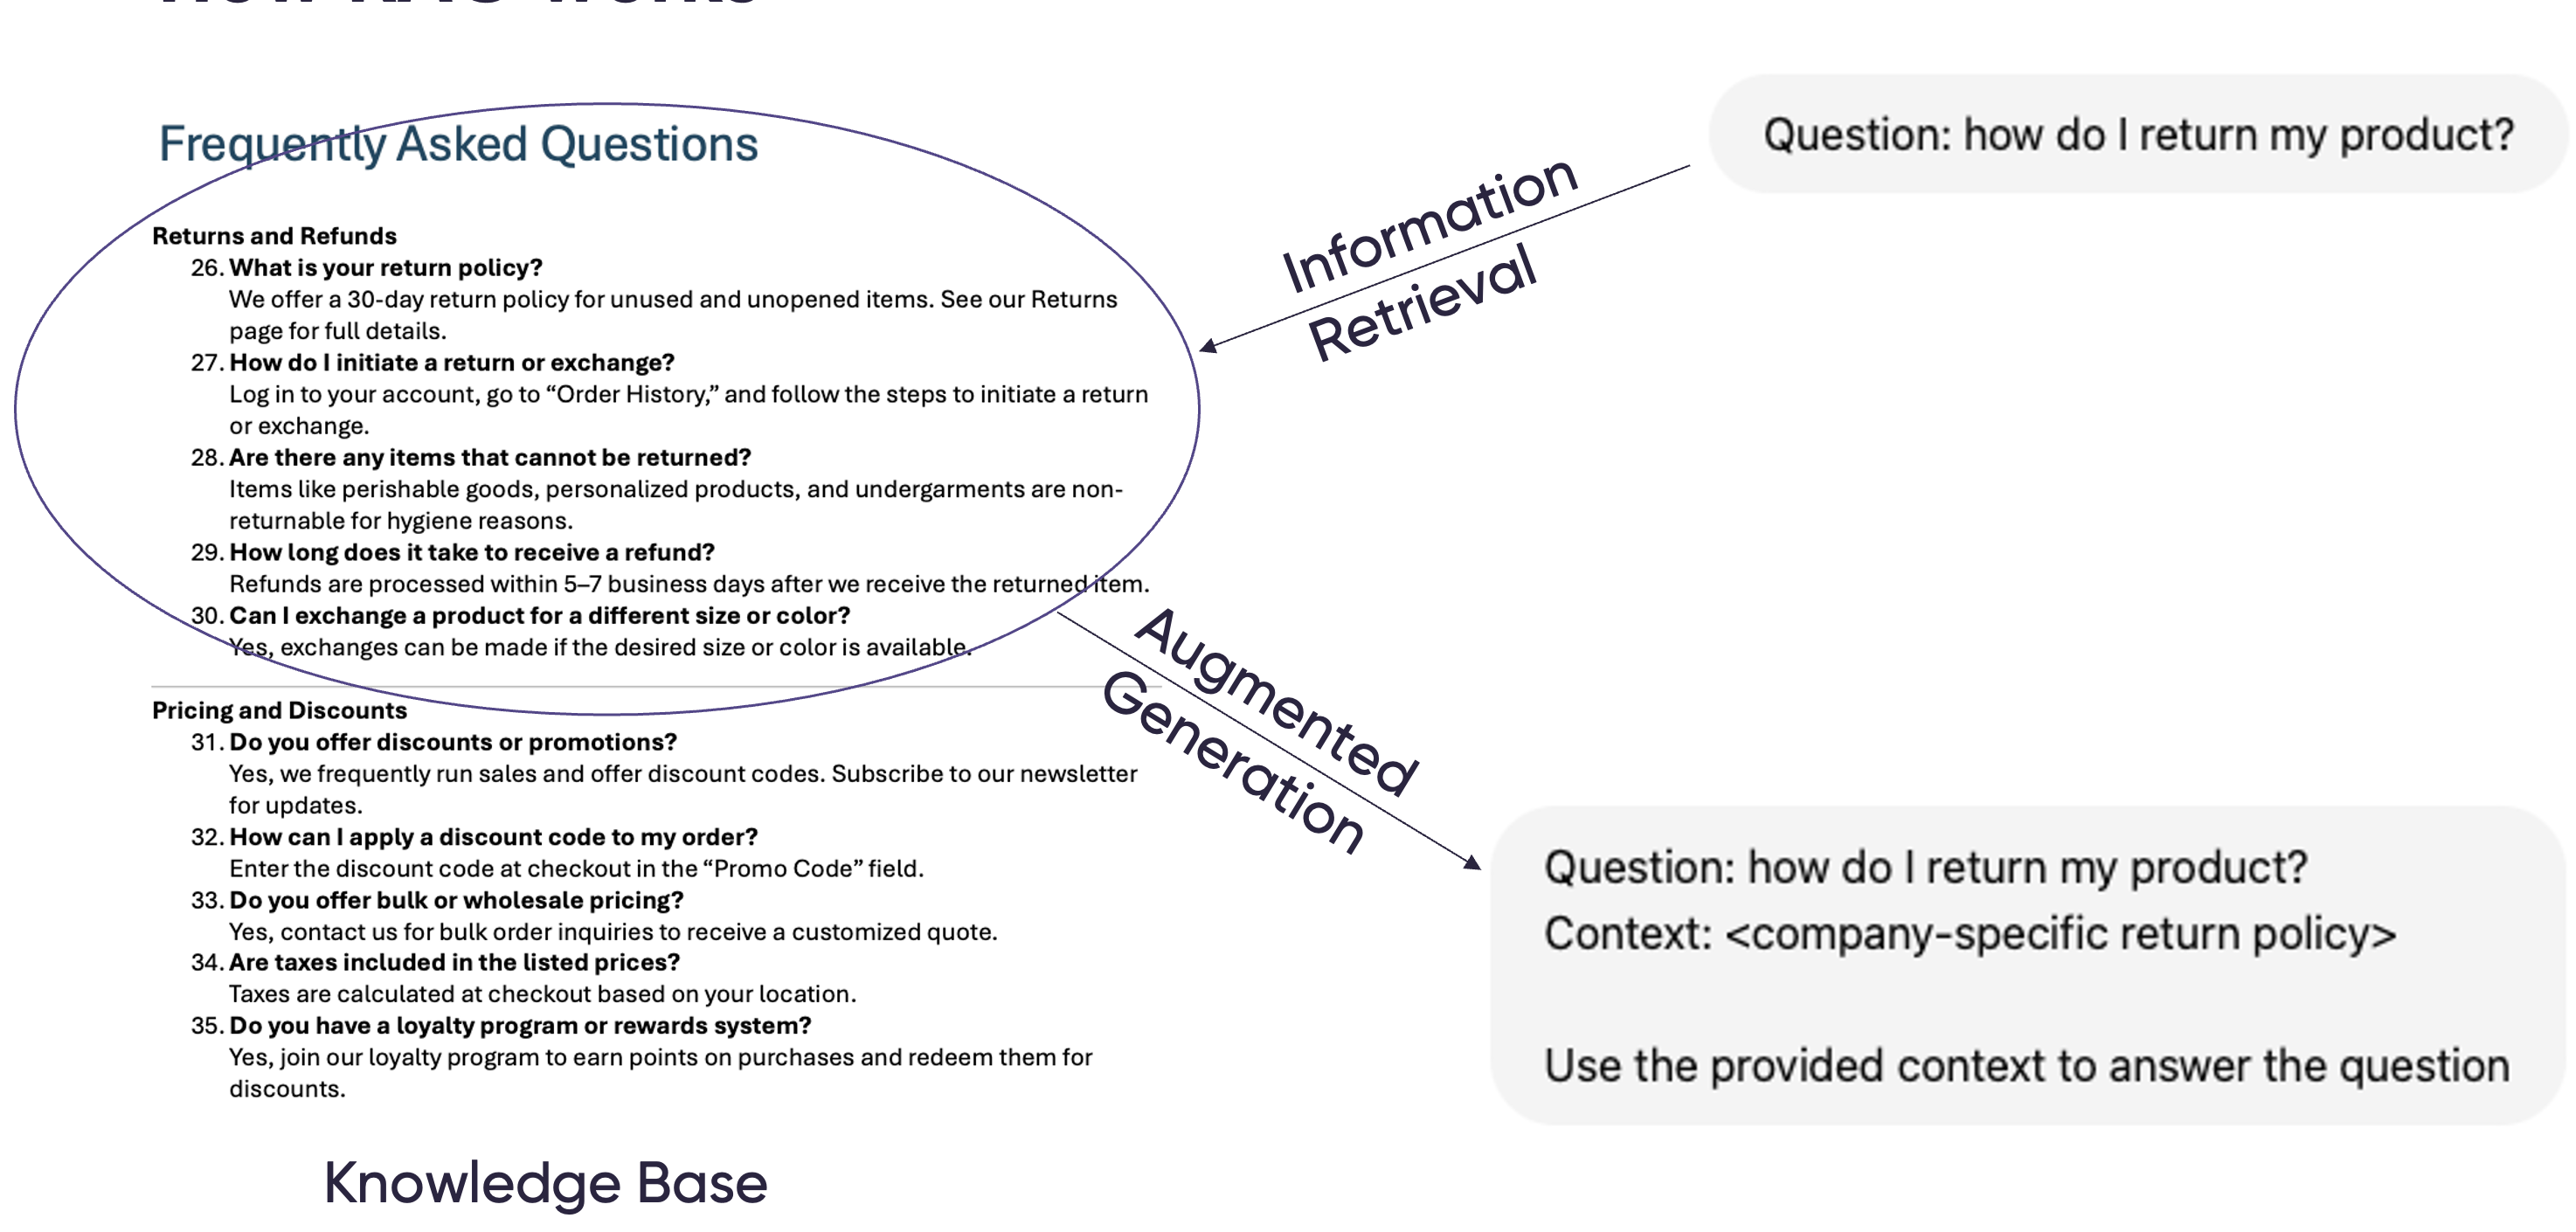 How RAG Works
Frequently Asked Questions
Question: how do I return my product?
Information
Retrieval
Returns and Refunds
26. What is your return policy?
We offer a 30-day return policy for unused and unopened items. See our Returns
page for full details.
27. How do I initiate a return or exchange?
Log in to your account, go to “Order History,” and follow the steps to initiate a return
or exchange.
28. Are there any items that cannot be returned?
Items like perishable goods, personalized products, and undergarments are non-
returnable for hygiene reasons.
29. How long does it take to receive a refund?
Refunds are processed within 5–7 business days after we receive the returned item.
30. Can I exchange a product for a different size or color?
Yes, exchanges can be made if the desired size or color is available.
Augmented
Generation
Pricing and Discounts
31. Do you offer discounts or promotions?
Yes, we frequently run sales and offer discount codes. Subscribe to our newsletter
for updates.
32. How can I apply a discount code to my order?
Enter the discount code at checkout in the “Promo Code” field.
33. Do you offer bulk or wholesale pricing?
Yes, contact us for bulk order inquiries to receive a customized quote.
34. Are taxes included in the listed prices?
Taxes are calculated at checkout based on your location.
35. Do you have a loyalty program or rewards system?
Yes, join our loyalty program to earn points on purchases and redeem them for
discounts.
Question: how do I return my product?
Context: <company-specific return policy>
Use the provided context to answer the question
Knowledge Base